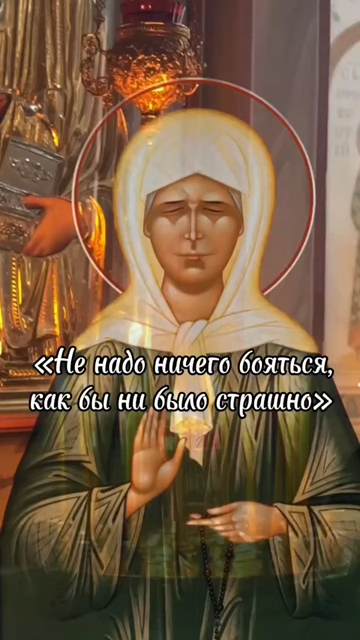 «Не надо ничего бояться,
как бы ни было страшно»